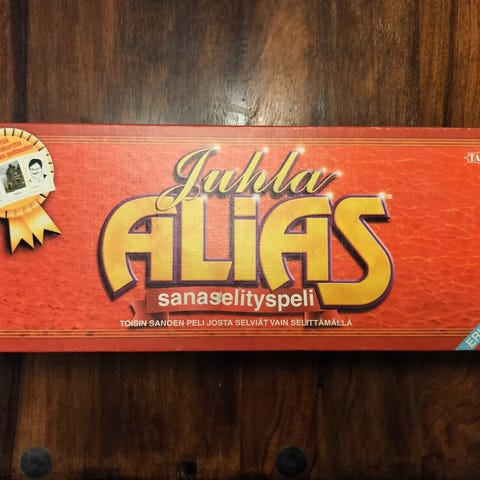 Juhla
ALiAS
sanaselityspeli
TOISIN SANOEN PELI JOSTA SELVIÄT VAIN SELITTÄMÄLLÄ